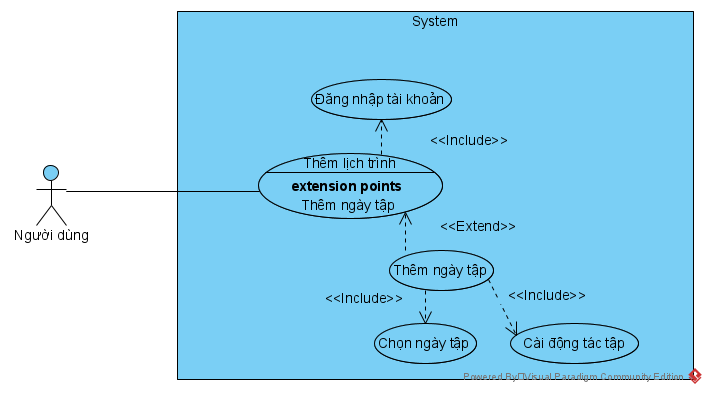 System
Đăng nhập tài khoản
<<Include>>
Thêm lịch trình
extension points
Thêm ngày tập
Người dùng
<<Extend>>
Thêm ngày tập
<<Include>>
<<Include>>
Chọn ngày tập
Cài động tác tập
Powered By Visual Paradigm Community Edition